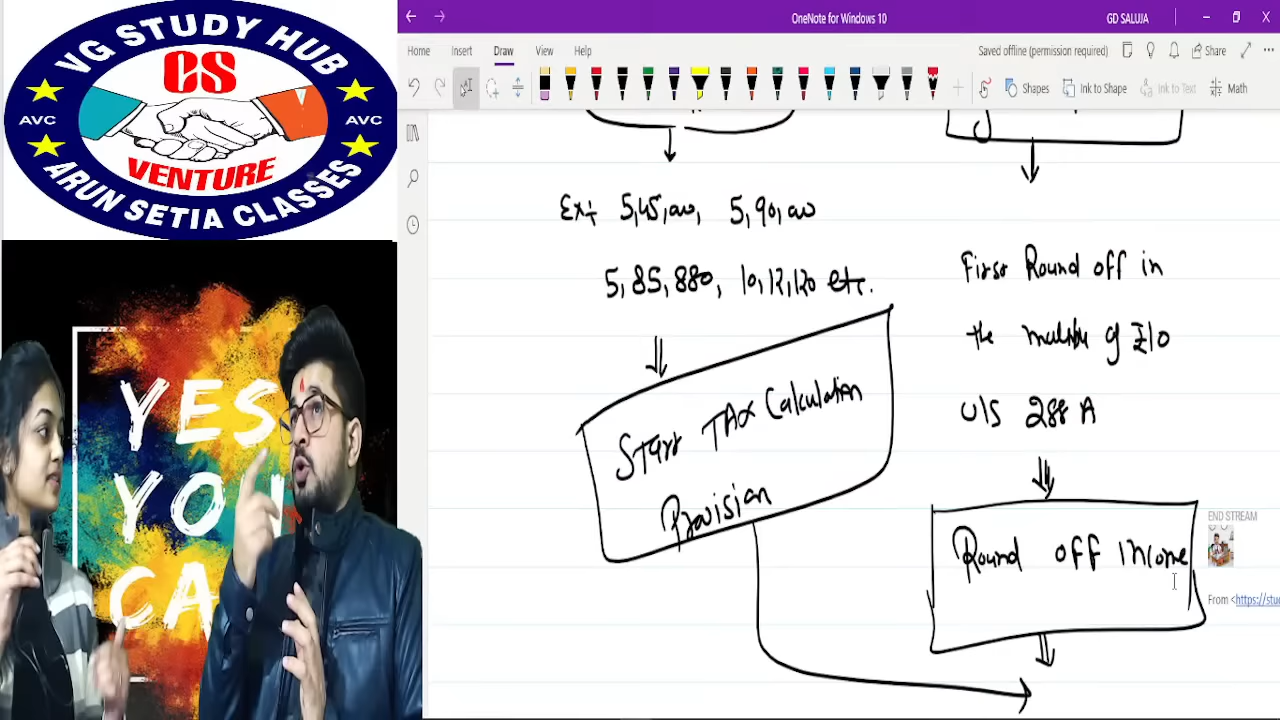 VG STUDY HUB
CS
AVC
AVC
VENTURE
ARUN SETIA CLASSES
YES
YOU
CA
OneNote for Windows 10
GD SALUJA
Home Insert Draw View Help
Saved offline (permission required)
Share
Shapes
Ink to Shape
Ink to Text
Math
Ex:- 5,45,000, 5,90,000
5,85,880, 10,12,120 etc.
Start TAX Calculation
Provision
First Round off in
the multiple of ₹10
U/S 288 A
Round off income
END STREAM
From <https://stu